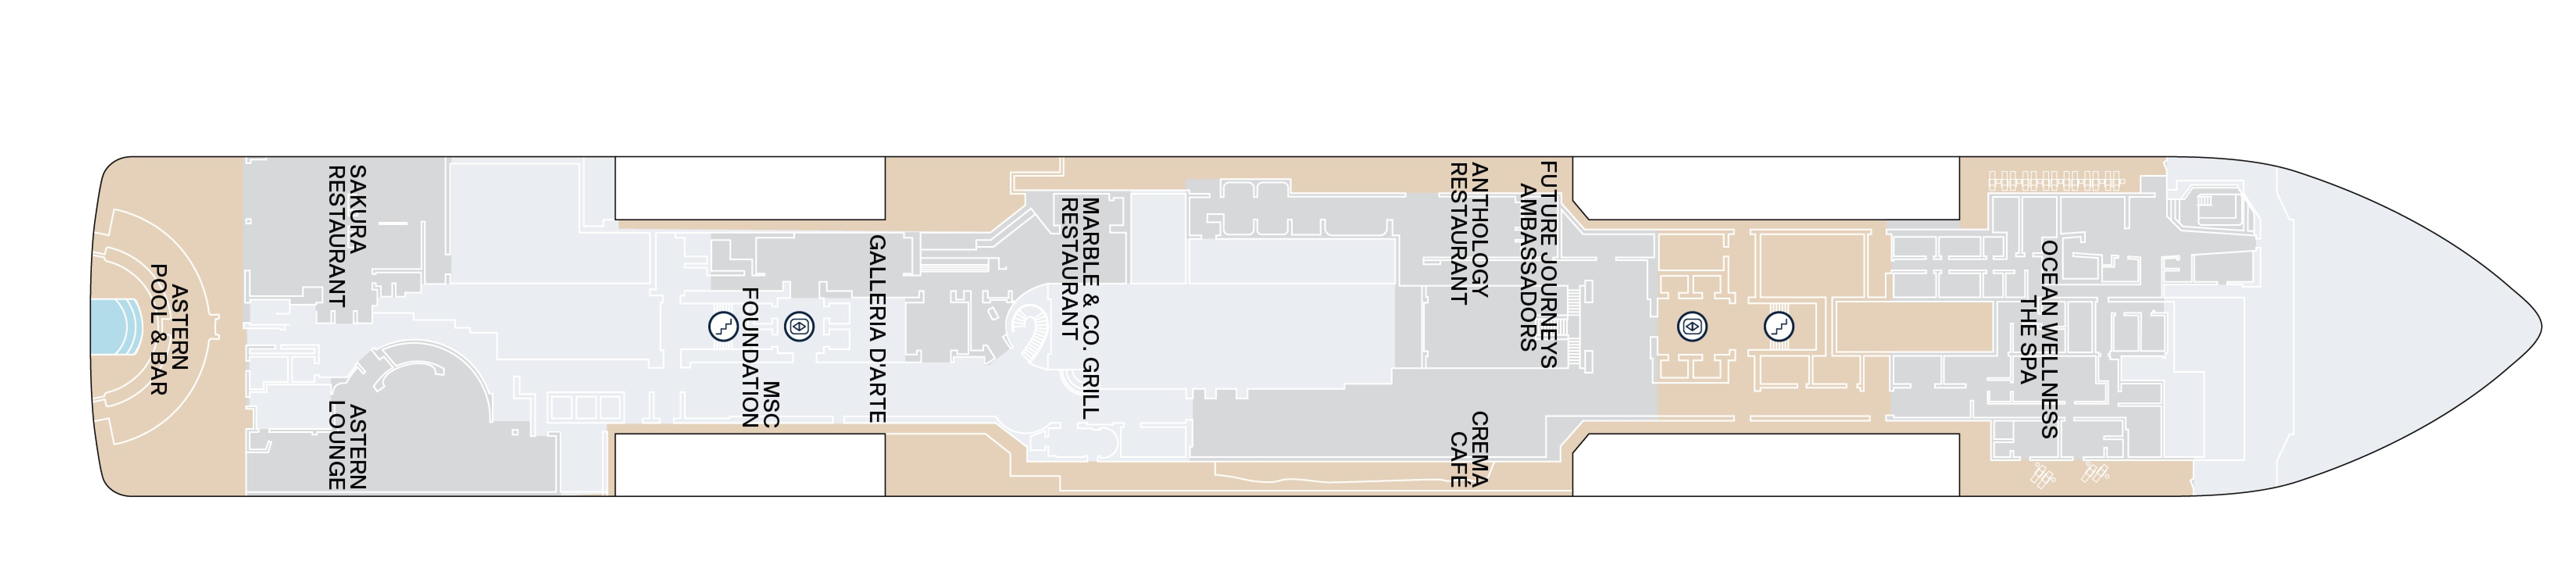 ASTERN
POOL & BAR
SAKURA
RESTAURANT
ASTERN
LOUNGE
MSC
FOUNDATION
GALLERIA D'ARTE
MARBLE & CO. GRILL
RESTAURANT
ANTHOLOGY
RESTAURANT
CREMA
CAFÉ
FUTURE JOURNEYS
AMBASSADORS
OCEAN WELLNESS
THE SPA